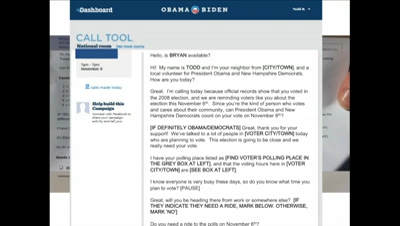 Dashboard
OBAMA BIDEN
CALL TOOL
National room
Hello, is BRYAN available?
Hi! My name is TODD and I'm your neighbor from [CITY/TOWN], and a
local volunteer for President Obama and New Hampshire Democrats.
How are you today?
Great. I'm calling today because official records show that you voted in
the 2008 election, and we are reminding voters like you about the
election this November 6th. Since you're the kind of person who votes
and cares about their community, can President Obama and New
Hampshire Democrats count on your vote on November 6th?
[IF DEFINITELY OBAMA/DEMOCRATS] Great, thank you for your
support! We've talked to a lot of people in [VOTER CITY/TOWN] today
who are planning to vote. This election is going to be close and we
really need your vote.
I have your polling place listed as [FIND VOTER'S POLLING PLACE IN
THE GREY BOX AT LEFT], and that the voting hours here in [VOTER
CITY/TOWN] are [SEE BOX AT LEFT].
I know everyone is very busy these days, so do you know what time you
plan to vote? [PAUSE]
Great, will you be heading there from work or somewhere else? [IF
THEY INDICATE THEY NEED A RIDE, MARK BELOW. OTHERWISE,
MARK 'NO']
Do you need a ride to the polls on November 6th?
November 6
calls made today
Help build this
Campaign